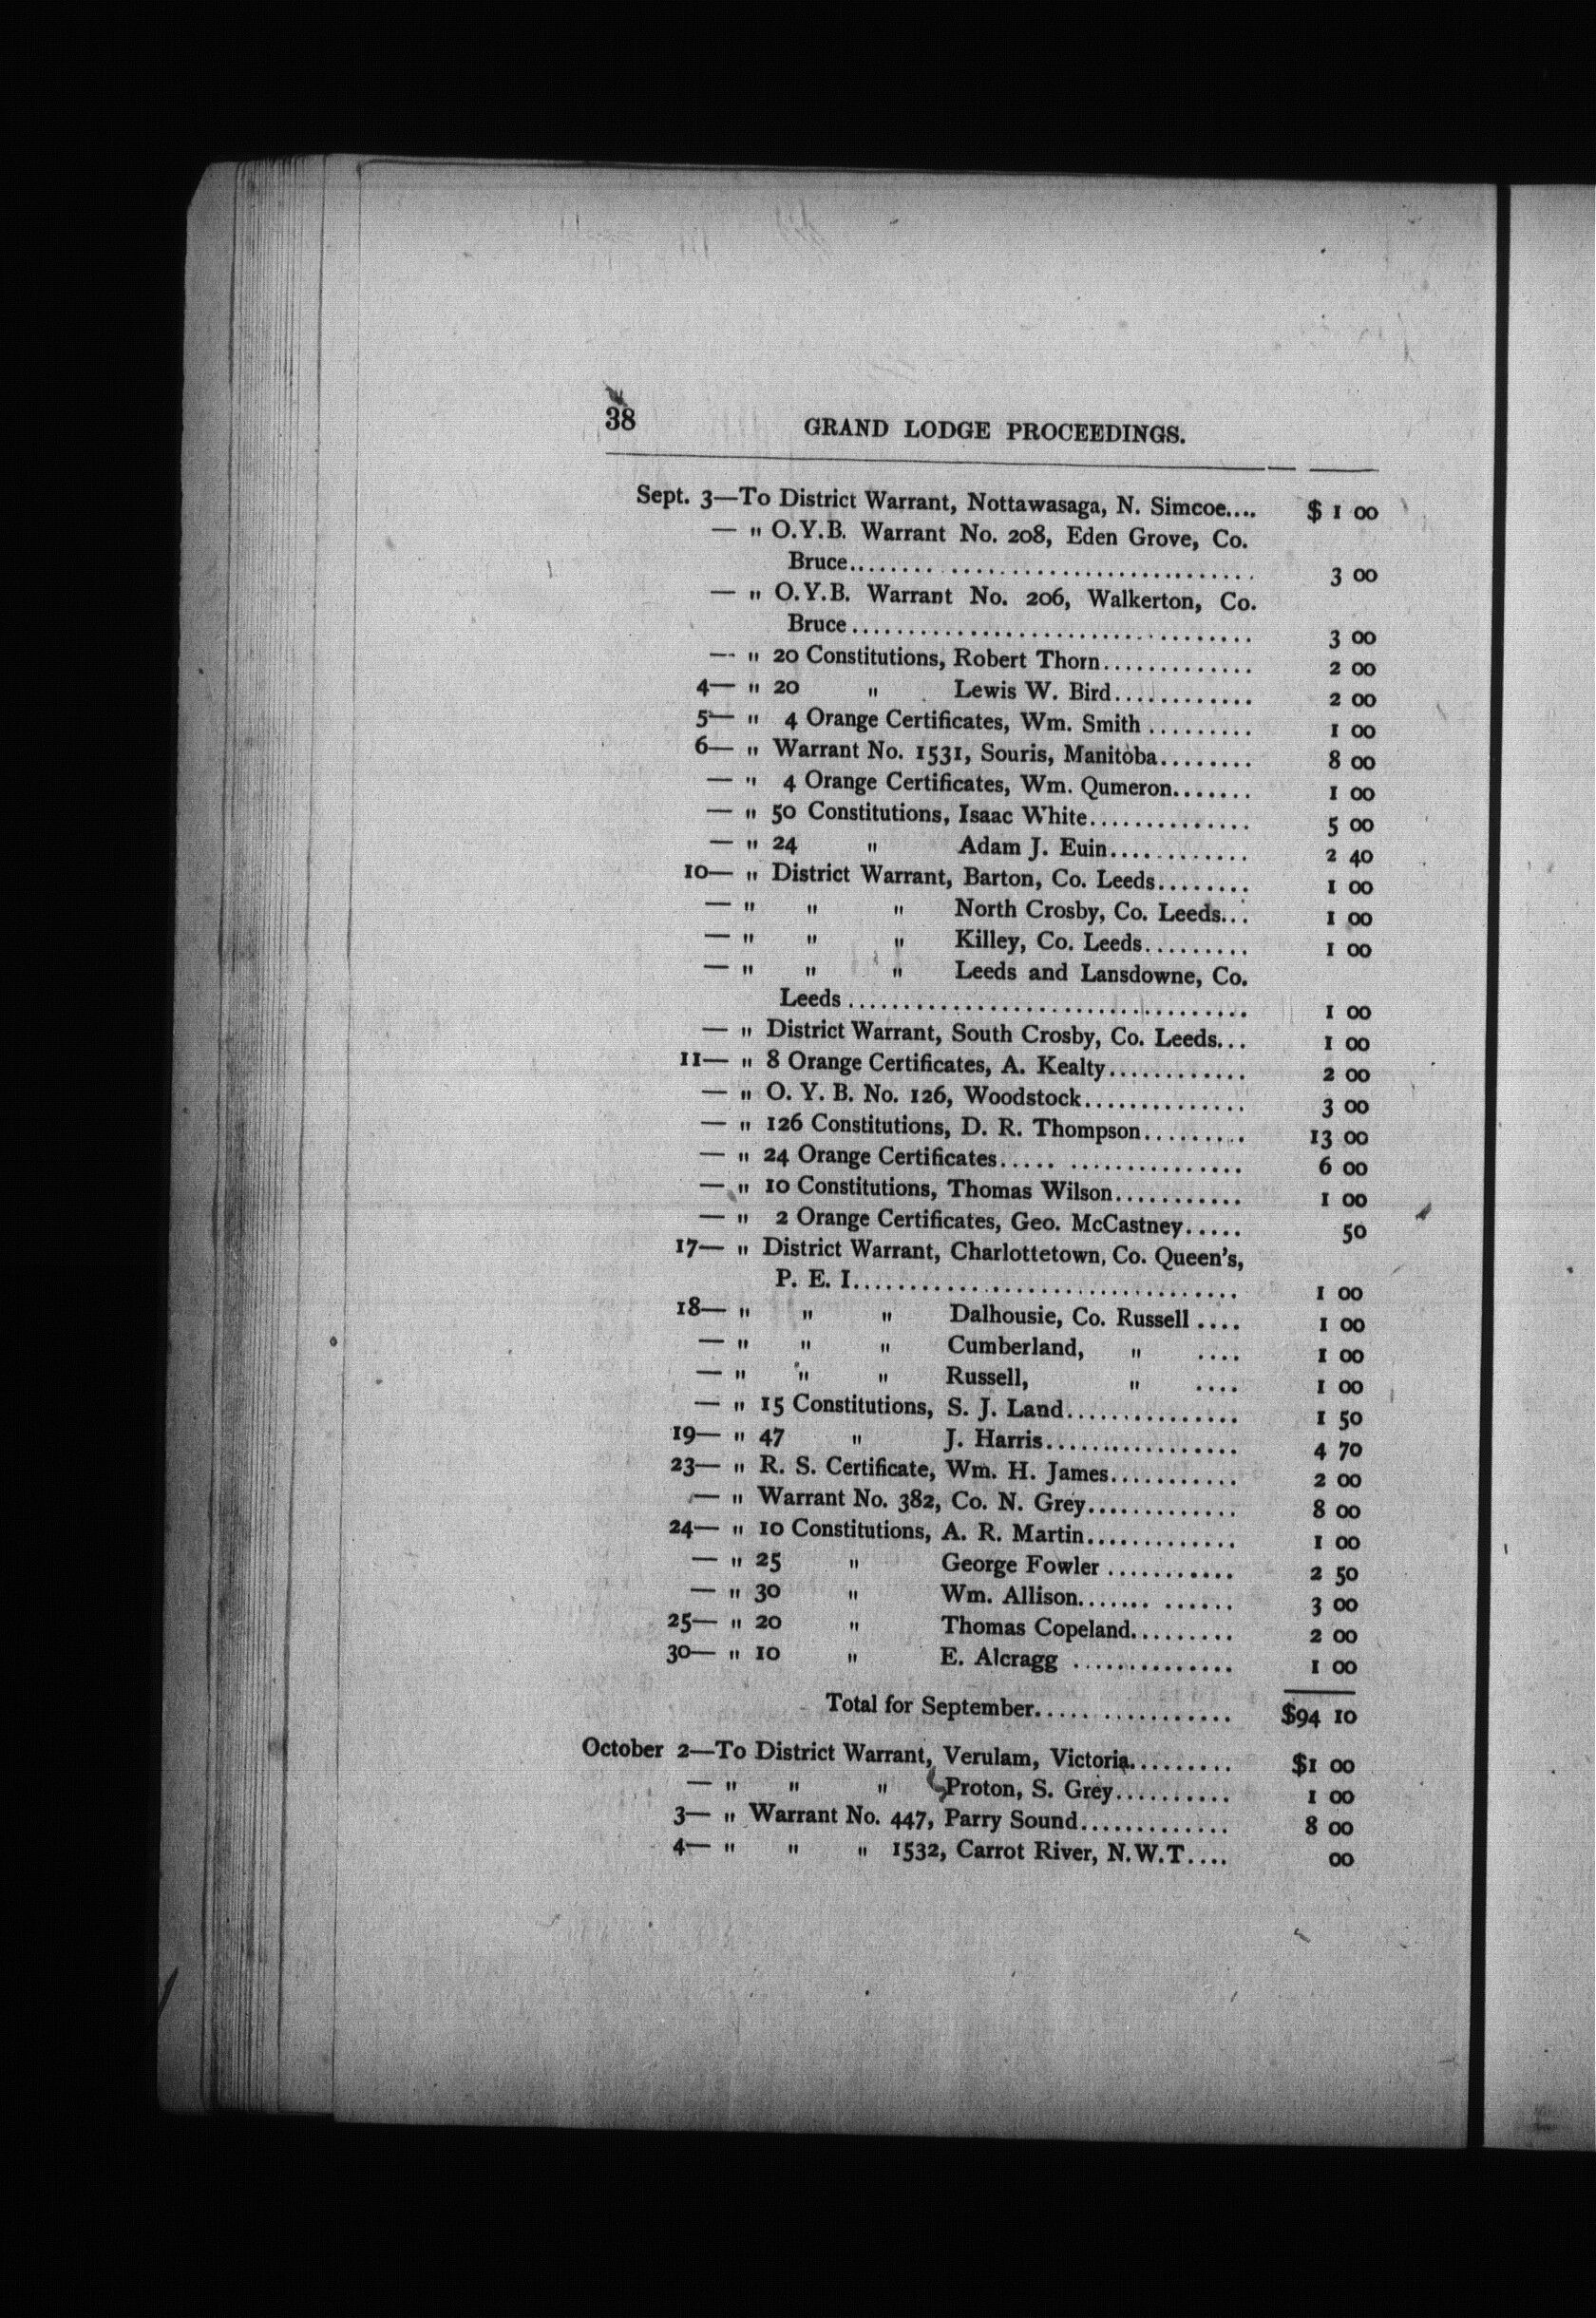 38 GRAND LODGE PROCEEDINGS.
Sept. 3—To District Warrant, Nottawasaga, N. Simcoe.... $ 1 00
— " O.Y.B. Warrant No. 208, Eden Grove, Co.
Bruce.................................... 3 00
— " O.Y.B. Warrant No. 206, Walkerton, Co.
Bruce.................................... 3 00
— " 20 Constitutions, Robert Thorn............. 2 00
4— " 20 " Lewis W. Bird............ 2 00
5— " 4 Orange Certificates, Wm. Smith ......... 1 00
6— " Warrant No. 1531, Souris, Manitoba........ 8 00
— " 4 Orange Certificates, Wm. Qumeron....... 1 00
— " 50 Constitutions, Isaac White.............. 5 00
— " 24 " Adam J. Euin............ 2 40
10— " District Warrant, Barton, Co. Leeds........ 1 00
— " " " North Crosby, Co. Leeds... 1 00
— " " " Killey, Co. Leeds......... 1 00
— " " " Leeds and Lansdowne, Co.
Leeds.................................... 1 00
— " District Warrant, South Crosby, Co. Leeds... 1 00
11— " 8 Orange Certificates, A. Kealty............ 2 00
— " O. Y. B. No. 126, Woodstock.............. 3 00
— " 126 Constitutions, D. R. Thompson......... 13 00
— " 24 Orange Certificates..... ............... 6 00
— " 10 Constitutions, Thomas Wilson........... 1 00
— " 2 Orange Certificates, Geo. McCastney..... 50
17— " District Warrant, Charlottetown, Co. Queen's,
P. E. I................................... 1 00
18— " " " Dalhousie, Co. Russell .... 1 00
— " " " Cumberland, " .... 1 00
— " " " Russell, " .... 1 00
— " 15 Constitutions, S. J. Land............... 1 50
19— " 47 " J. Harris................. 4 70
23— " R. S. Certificate, Wm. H. James........... 2 00
— " Warrant No. 382, Co. N. Grey............. 8 00
24— " 10 Constitutions, A. R. Martin............. 1 00
— " 25 " George Fowler ........... 2 50
— " 30 " Wm. Allison....... ...... 3 00
25— " 20 " Thomas Copeland......... 2 00
30— " 10 " E. Alcragg .............. 1 00
Total for September.................. $94 10
October 2—To District Warrant, Verulam, Victoria......... $1 00
— " " " Proton, S. Grey.......... 1 00
3— " Warrant No. 447, Parry Sound............. 8 00
4— " " " 1532, Carrot River, N.W.T.... 00